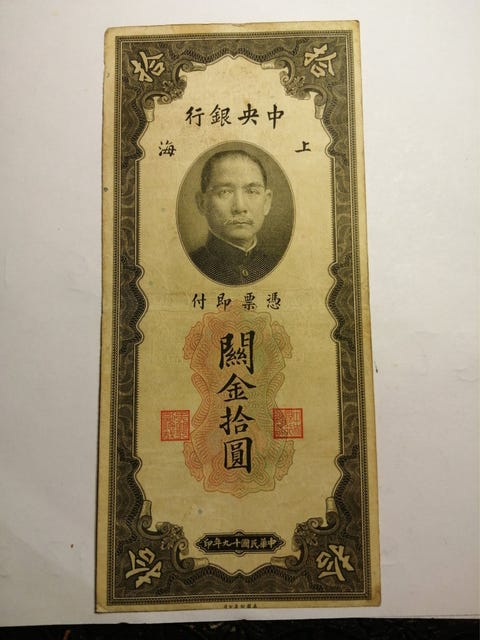 拾 拾
中央銀行
上海
憑票即付
關金拾圓
中華民國十九年印
拾 拾